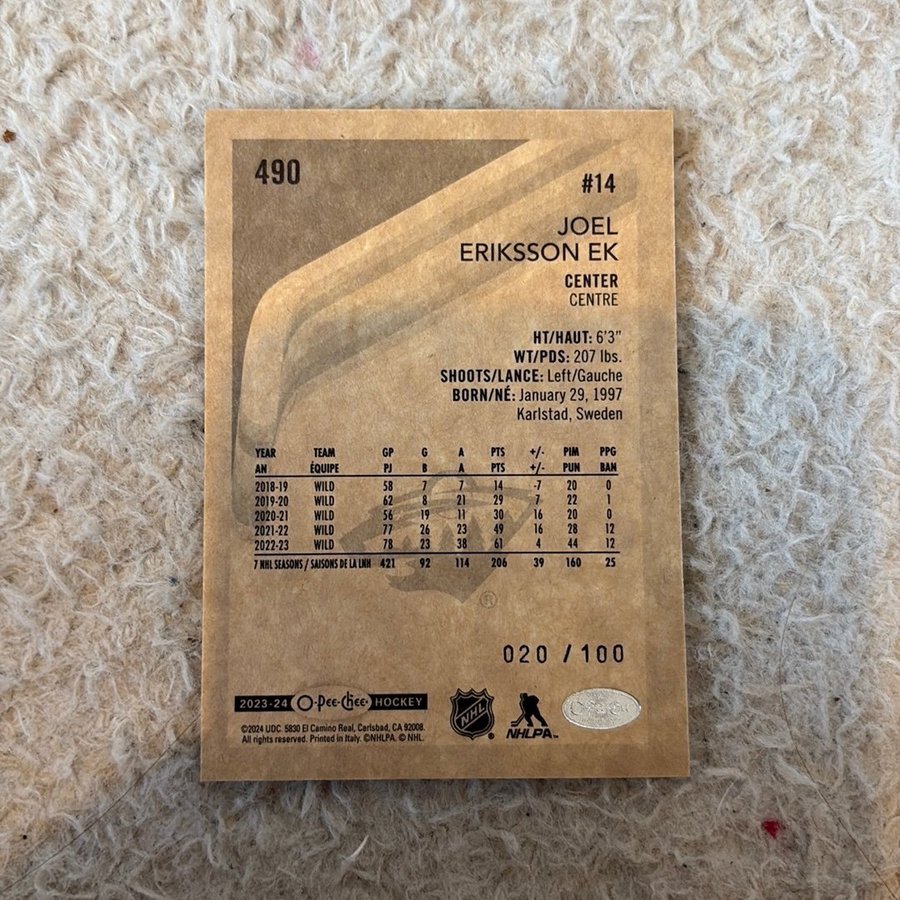 490
#14
JOEL
ERIKSSON EK
CENTER
CENTRE
HT/HAUT: 6'3"
WT/PDS: 207 lbs.
SHOOTS/LANCE: Left/Gauche
BORN/NÉ: January 29, 1997
Karlstad, Sweden
YEAR TEAM GP G A PTS +/- PIM PPG
AN ÉQUIPE PJ B A PTS +/- PUN BAN
2018-19 WILD 58 7 7 14 -7 20 0
2019-20 WILD 62 8 21 29 7 22 1
2020-21 WILD 56 19 11 30 16 20 0
2021-22 WILD 77 26 23 49 16 28 12
2022-23 WILD 78 23 38 61 4 44 12
7 NHL SEASONS / SAISONS DE LA LNH 421 92 114 206 39 160 25
®
020 / 100
2023-24 O-Pee-Chee HOCKEY
NHL ®
NHLPA™
©2024 UDC. 5830 El Camino Real, Carlsbad, CA 92008.
All rights reserved. Printed in Italy. ©NHLPA. © NHL.